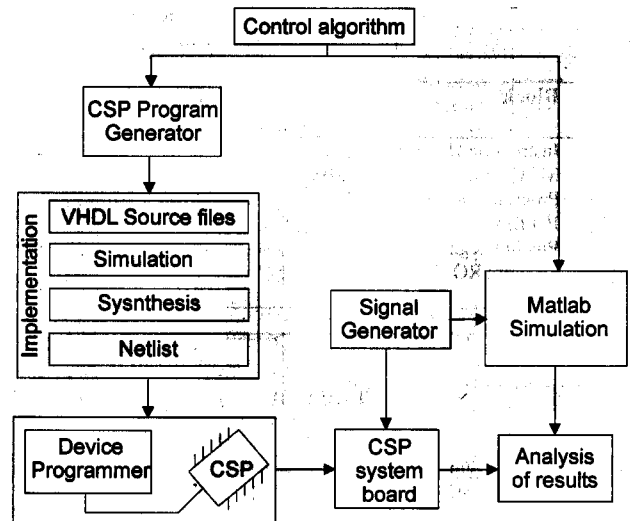 Control algorithm
CSP Program
Generator
Implementation
VHDL Source files
Simulation
Sysnthesis
Netlist
Signal
Generator
Matlab
Simulation
Device
Programmer
CSP
CSP
system
board
Analysis
of results